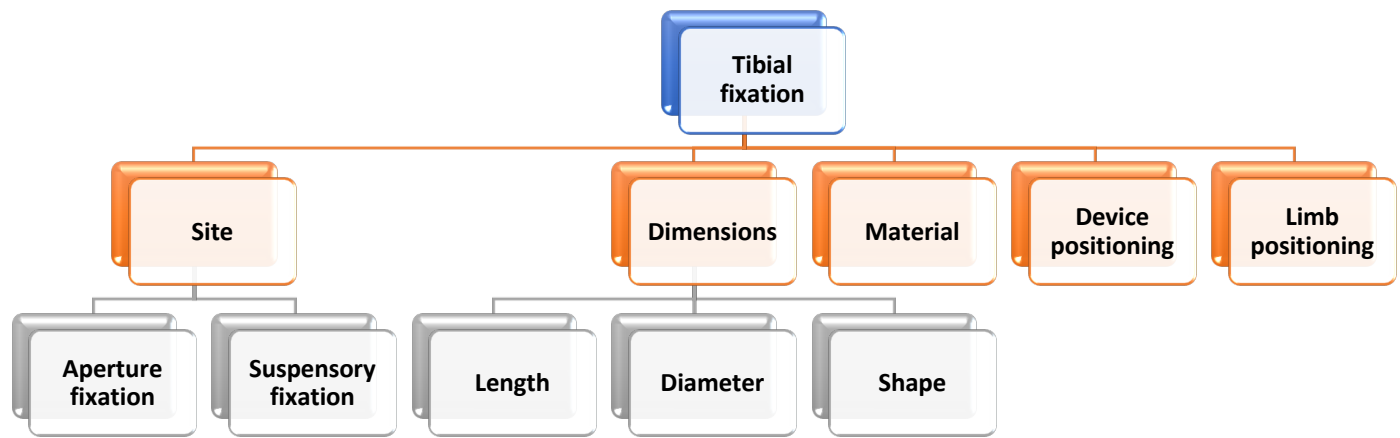 Tibial
fixation
Site
Dimensions
Material
Device
positioning
Limb
positioning
Aperture
fixation
Suspensory
fixation
Length
Diameter
Shape